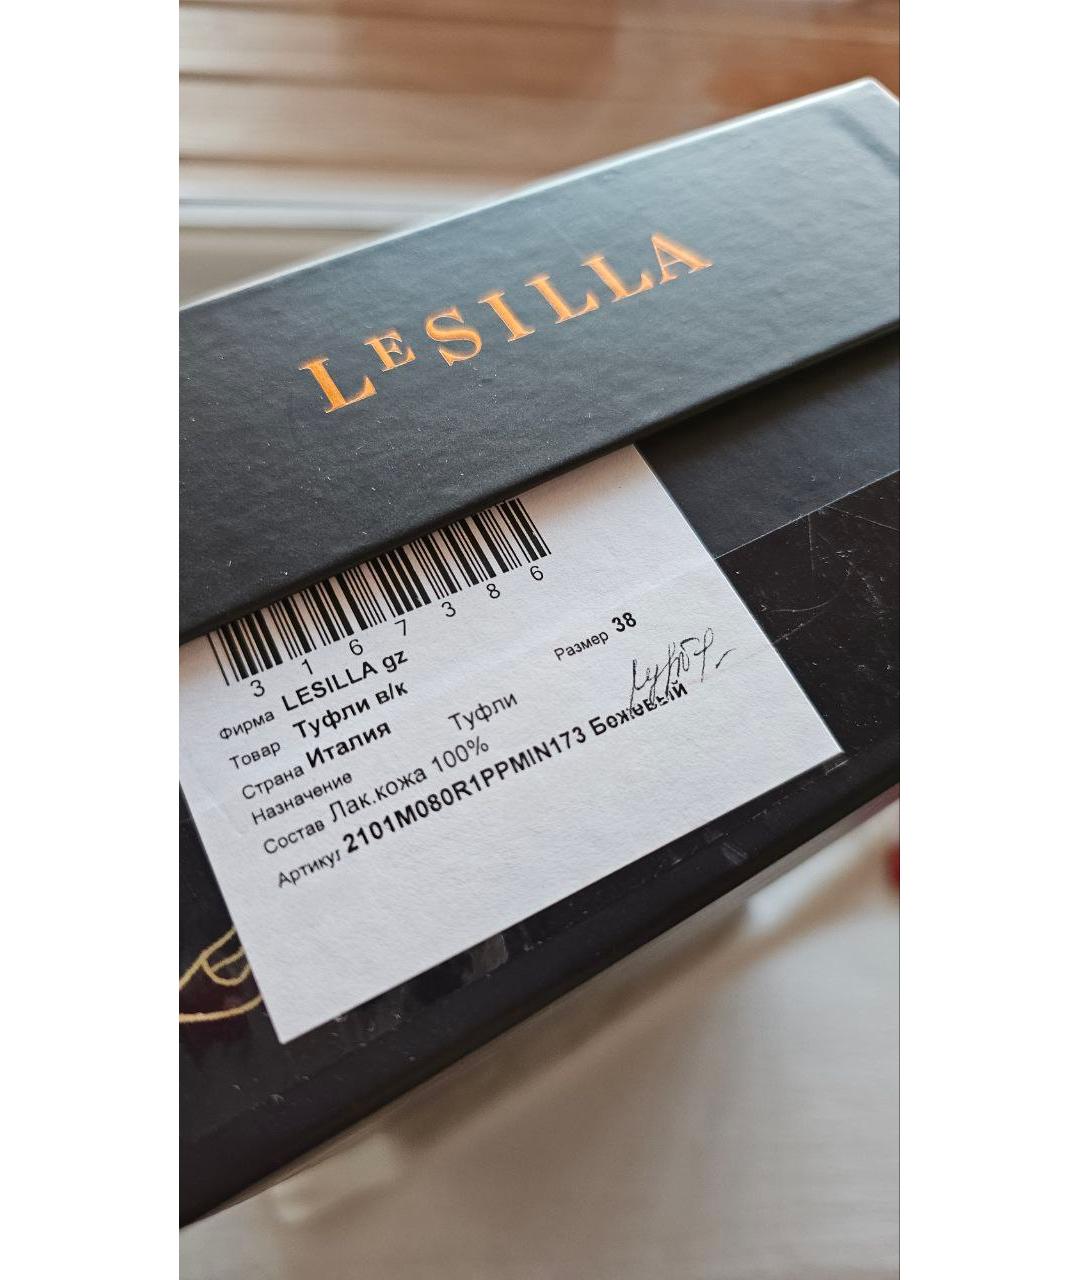 LESILLA
3 1 6 7 3 8 6
Фирма LESILLA gz
Товар Туфли в/к Размер 38
Страна Италия
Назначение Туфли
Состав Лак.кожа 100%
Артикул 2101M080R1PPMIN173 Бежевый